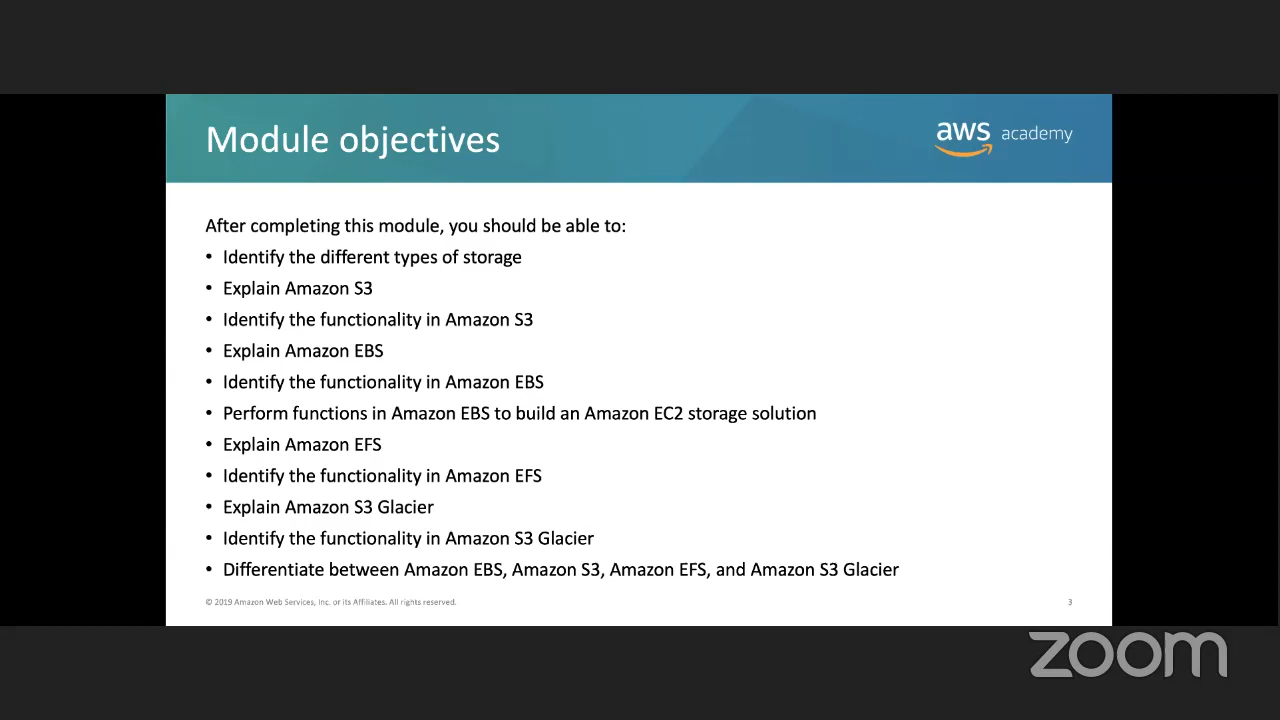 Module objectives
aws academy
After completing this module, you should be able to:
• Identify the different types of storage
• Explain Amazon S3
• Identify the functionality in Amazon S3
• Explain Amazon EBS
• Identify the functionality in Amazon EBS
• Perform functions in Amazon EBS to build an Amazon EC2 storage solution
• Explain Amazon EFS
• Identify the functionality in Amazon EFS
• Explain Amazon S3 Glacier
• Identify the functionality in Amazon S3 Glacier
• Differentiate between Amazon EBS, Amazon S3, Amazon EFS, and Amazon S3 Glacier
© 2019 Amazon Web Services, Inc. or its Affiliates. All rights reserved.
3
zoom